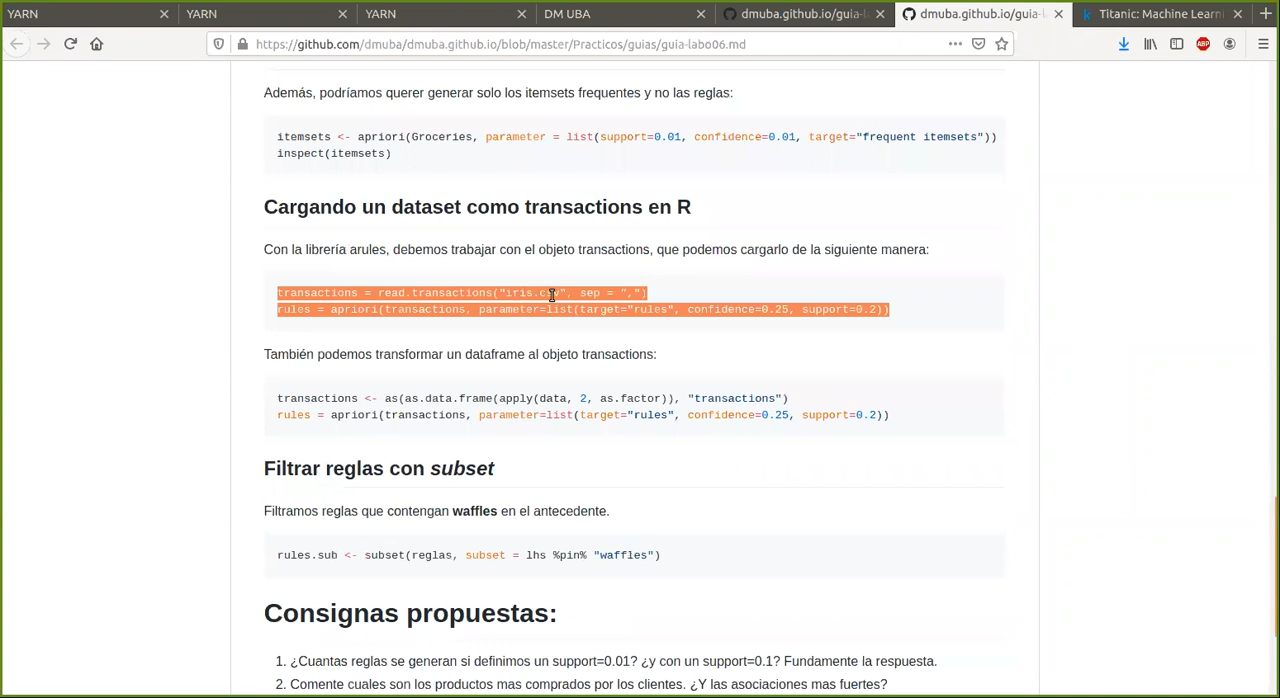 YARN
YARN
YARN
DM UBA
dmuba.github.io/guia-
dmuba.github.io/guia-
Titanic: Machine Learni
https://github.com/dmuba/dmuba.github.io/blob/master/Practicos/guias/guia-labo06.md
ABP
Además, podríamos querer generar solo los itemsets frequentes y no las reglas:
itemsets <- apriori(Groceries, parameter = list(support=0.01, confidence=0.01, target="frequent itemsets"))
inspect(itemsets)
Cargando un dataset como transactions en R
Con la librería arules, debemos trabajar con el objeto transactions, que podemos cargarlo de la siguiente manera:
transactions = read.transactions("iris.csv", sep = ",")
rules = apriori(transactions, parameter=list(target="rules", confidence=0.25, support=0.2))
También podemos transformar un dataframe al objeto transactions:
transactions <- as(as.data.frame(apply(data, 2, as.factor)), "transactions")
rules = apriori(transactions, parameter=list(target="rules", confidence=0.25, support=0.2))
Filtrar reglas con subset
Filtramos reglas que contengan waffles en el antecedente.
rules.sub <- subset(reglas, subset = lhs %pin% "waffles")
Consignas propuestas:
1. ¿Cuantas reglas se generan si definimos un support=0.01? ¿y con un support=0.1? Fundamente la respuesta.
2. Comente cuales son los productos mas comprados por los clientes. ¿Y las asociaciones mas fuertes?